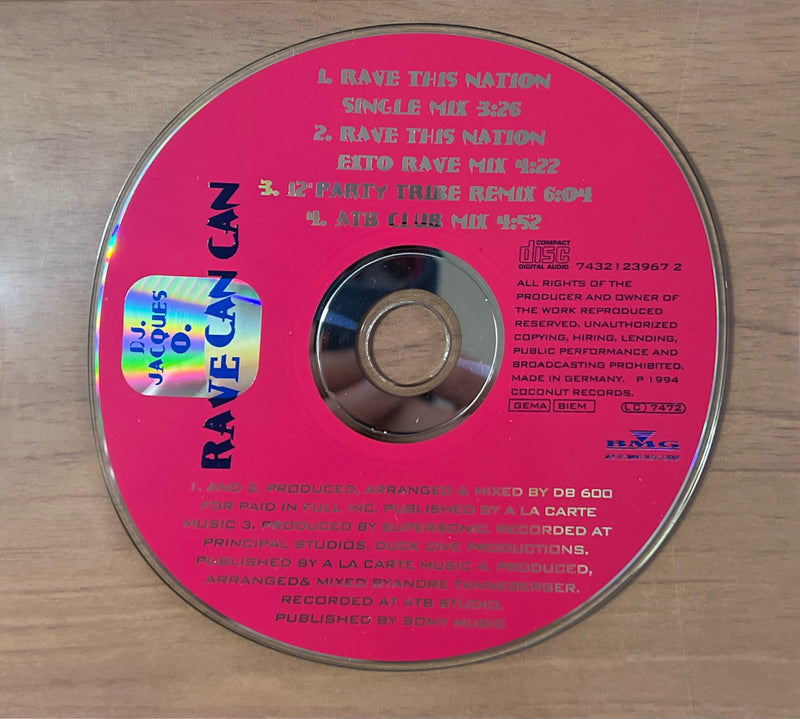 1. RAVE THIS NATION
SINGLE MIX 3:26
2. RAVE THIS NATION
EXTO RAVE MIX 4:22
3. 12" PARTY TRIBE REMIX 6:04
4. ATB CLUB MIX 4:52
D.J.
JACQUES
O.
RAVE CAN CAN
COMPACT
disc
DIGITAL AUDIO
7432123967 2
ALL RIGHTS OF THE
PRODUCER AND OWNER OF
THE WORK REPRODUCED
RESERVED. UNAUTHORIZED
COPYING, HIRING, LENDING,
PUBLIC PERFORMANCE AND
BROADCASTING PROHIBITED.
MADE IN GERMANY. P 1994
COCONUT RECORDS.
GEMA BIEM LC 7472
BMG
1. AND 2. PRODUCED, ARRANGED & MIXED BY DB 600
FOR PAID IN FULL INC. PUBLISHED BY A LA CARTE
MUSIC 3. PRODUCED BY SUPERSONIC. RECORDED AT
PRINCIPAL STUDIOS. DUCK DIVE PRODUCTIONS.
PUBLISHED BY A LA CARTE MUSIC 4. PRODUCED,
ARRANGED& MIXED BYANDRE TANNEBERGER.
RECORDED AT ATB STUDIO.
PUBLISHED BY SONY MUSIC